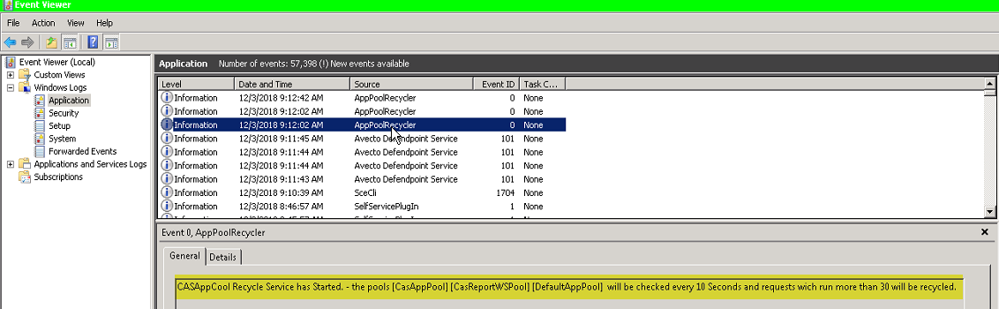 Event Viewer
File Action View Help
Event Viewer (Local)
Custom Views
Windows Logs
Application
Security
Setup
System
Forwarded Events
Applications and Services Logs
Subscriptions
Application Number of events: 57,398 (!) New events available
Level Date and Time Source Event ID Task C...
Information 12/3/2018 9:12:42 AM AppPoolRecycler 0 None
Information 12/3/2018 9:12:02 AM AppPoolRecycler 0 None
Information 12/3/2018 9:12:02 AM AppPoolRecycler 0 None
Information 12/3/2018 9:11:45 AM Avecto Defendpoint Service 101 None
Information 12/3/2018 9:11:44 AM Avecto Defendpoint Service 101 None
Information 12/3/2018 9:11:44 AM Avecto Defendpoint Service 101 None
Information 12/3/2018 9:11:43 AM Avecto Defendpoint Service 101 None
Information 12/3/2018 9:10:39 AM SceCli 1704 None
Information 12/3/2018 8:46:57 AM SelfServicePlugIn 1 None
Event 0, AppPoolRecycler
General Details
CASAppCool Recycle Service has Started. - the pools [CasAppPool] [CasReportWSPool] [DefaultAppPool] will be checked every 10 Seconds and requests wich run more than 30 will be recycled.